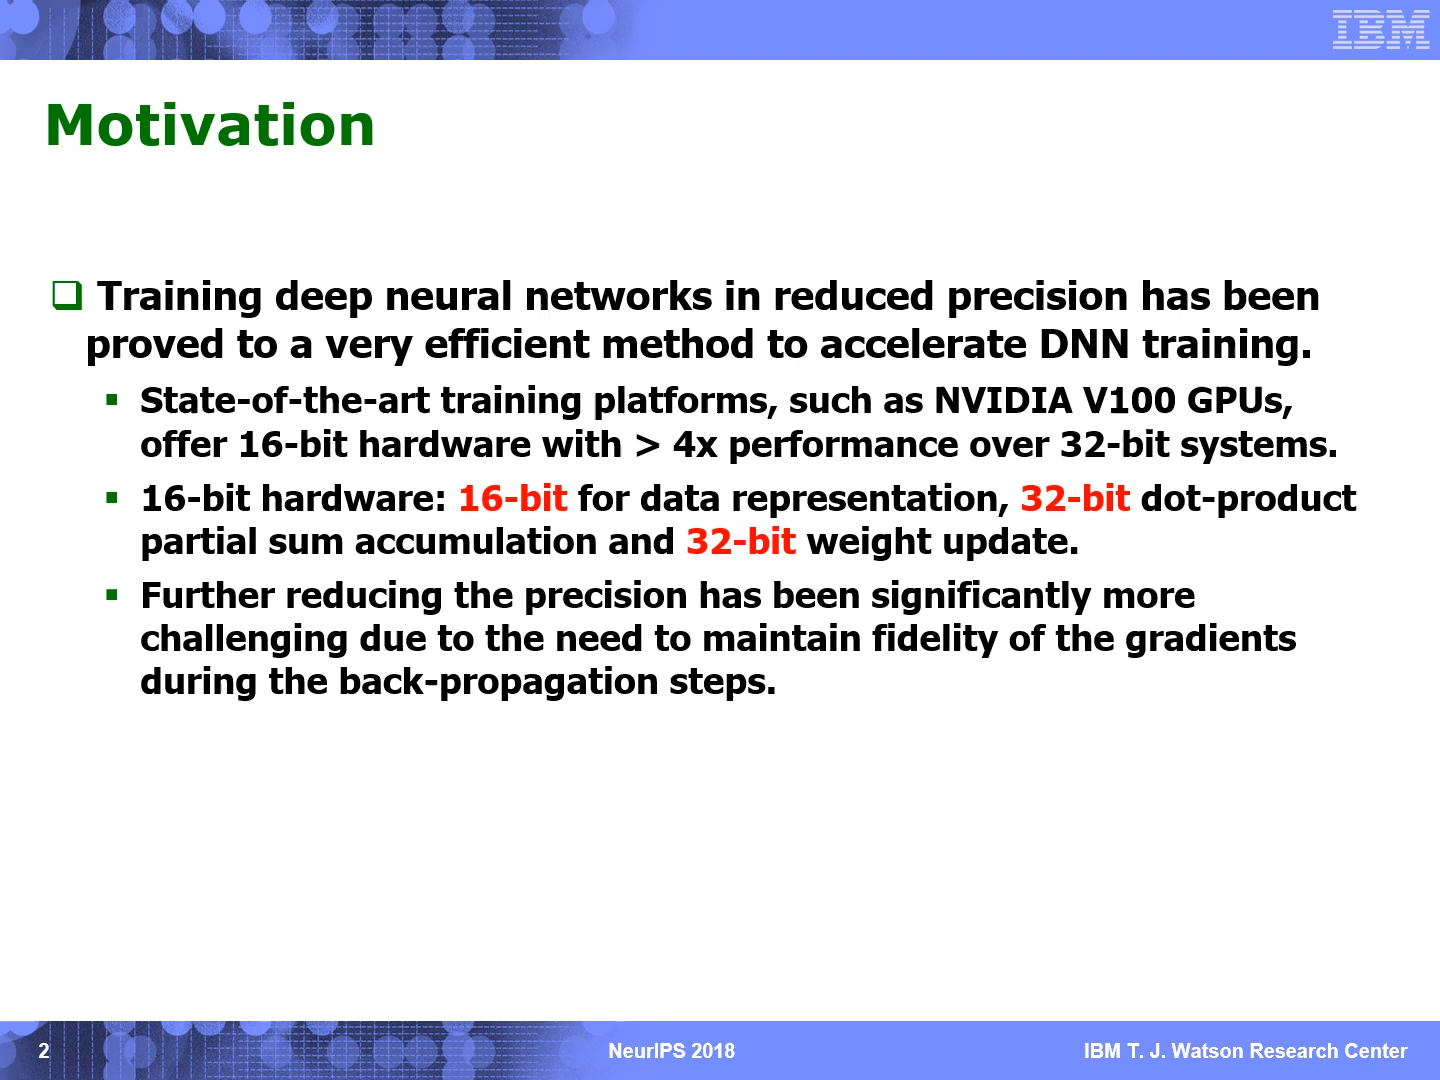 IBM
Motivation
Training deep neural networks in reduced precision has been
proved to a very efficient method to accelerate DNN training.
State-of-the-art training platforms, such as NVIDIA V100 GPUs,
offer 16-bit hardware with > 4x performance over 32-bit systems.
16-bit hardware: 16-bit for data representation, 32-bit dot-product
partial sum accumulation and 32-bit weight update.
Further reducing the precision has been significantly more
challenging due to the need to maintain fidelity of the gradients
during the back-propagation steps.
2 NeurIPS 2018 IBM T. J. Watson Research Center